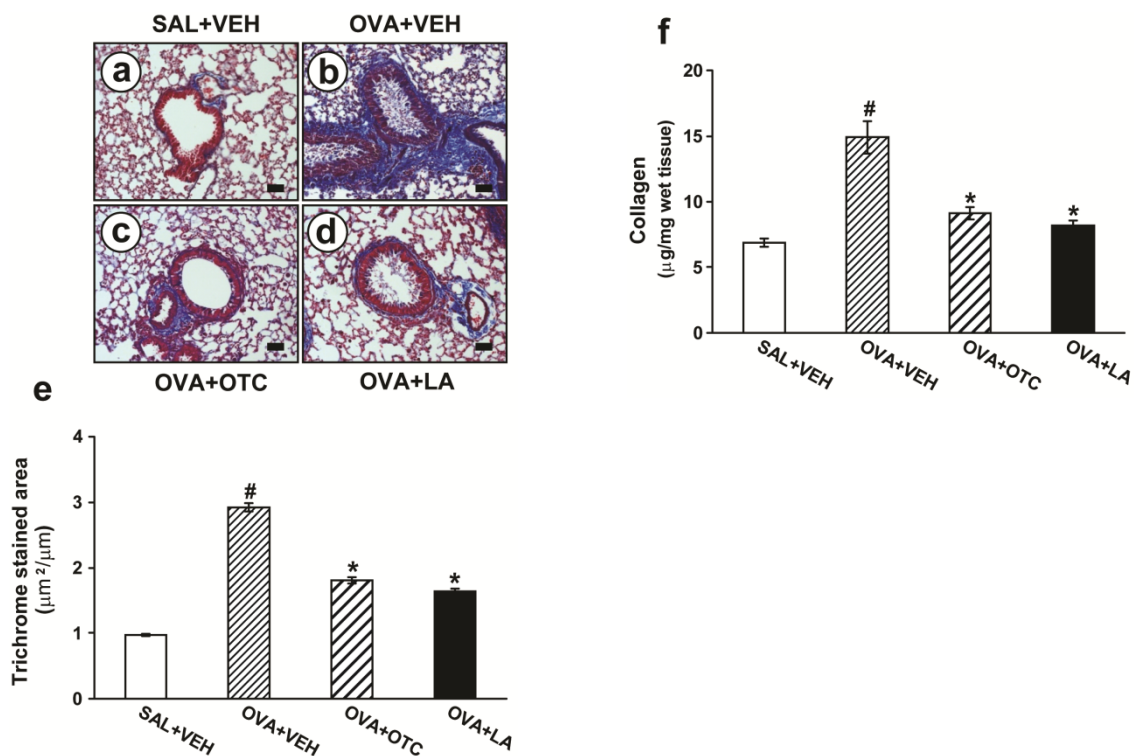 SAL+VEH OVA+VEH
a b
c d
OVA+OTC OVA+LA
e
Trichrome stained area
(μm²/μm)
4
3
2
1
0
#
*
*
SAL+VEH
OVA+VEH
OVA+OTC
OVA+LA
f
Collagen
(μg/mg wet tissue)
20
15
10
5
0
#
*
*
SAL+VEH
OVA+VEH
OVA+OTC
OVA+LA